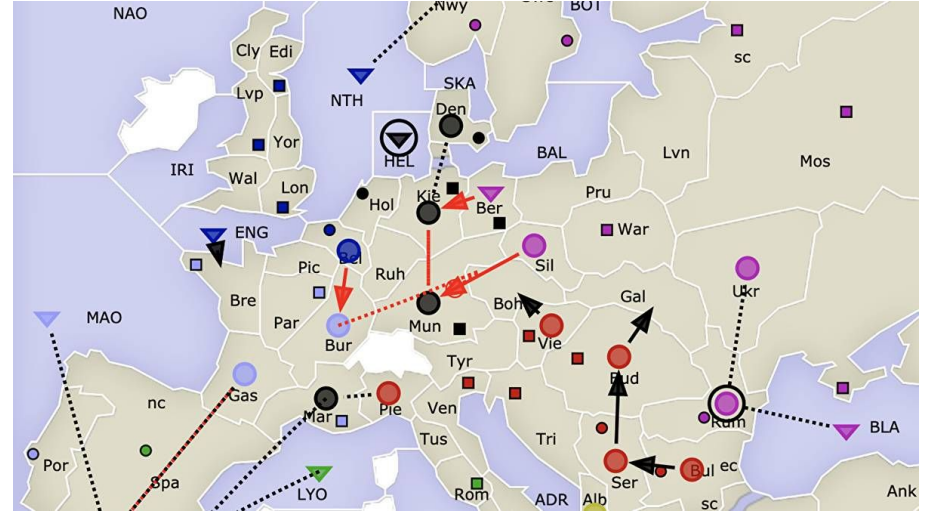 NAO
Nwy
BOT
Cly
Edi
sc
SKA
Lvp
NTH
Den
Yor
HEL
BAL
Lvn
Mos
IRI
Wal
Lon
Hol
Kie
Ber
Pru
War
ENG
Bel
Pic
Ruh
Sil
Ukr
Bre
Boh
Gal
MAO
Par
Bur
Mun
Vie
Tyr
Bud
Gas
nc
Mar
Pie
Ven
Rum
BLA
Por
Spa
Tus
Tri
Ser
Bul
ec
LYO
Rom
ADR
Alb
sc
Ank